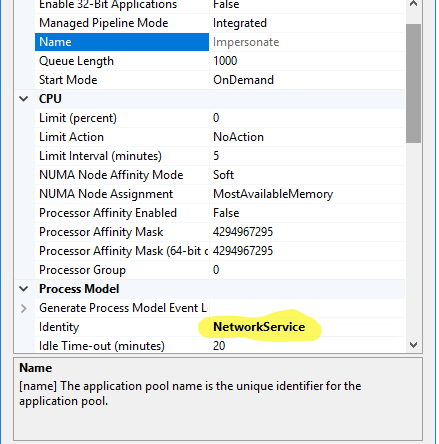 Enable 32-Bit Applications False
Managed Pipeline Mode Integrated
Name Impersonate
Queue Length 1000
Start Mode OnDemand
CPU
Limit (percent) 0
Limit Action NoAction
Limit Interval (minutes) 5
NUMA Node Affinity Mode Soft
NUMA Node Assignment MostAvailableMemory
Processor Affinity Enabled False
Processor Affinity Mask 4294967295
Processor Affinity Mask (64-bit c 4294967295
Processor Group 0
Process Model
Generate Process Model Event L
Identity NetworkService
Idle Time-out (minutes) 20
Name
[name] The application pool name is the unique identifier for the
application pool.